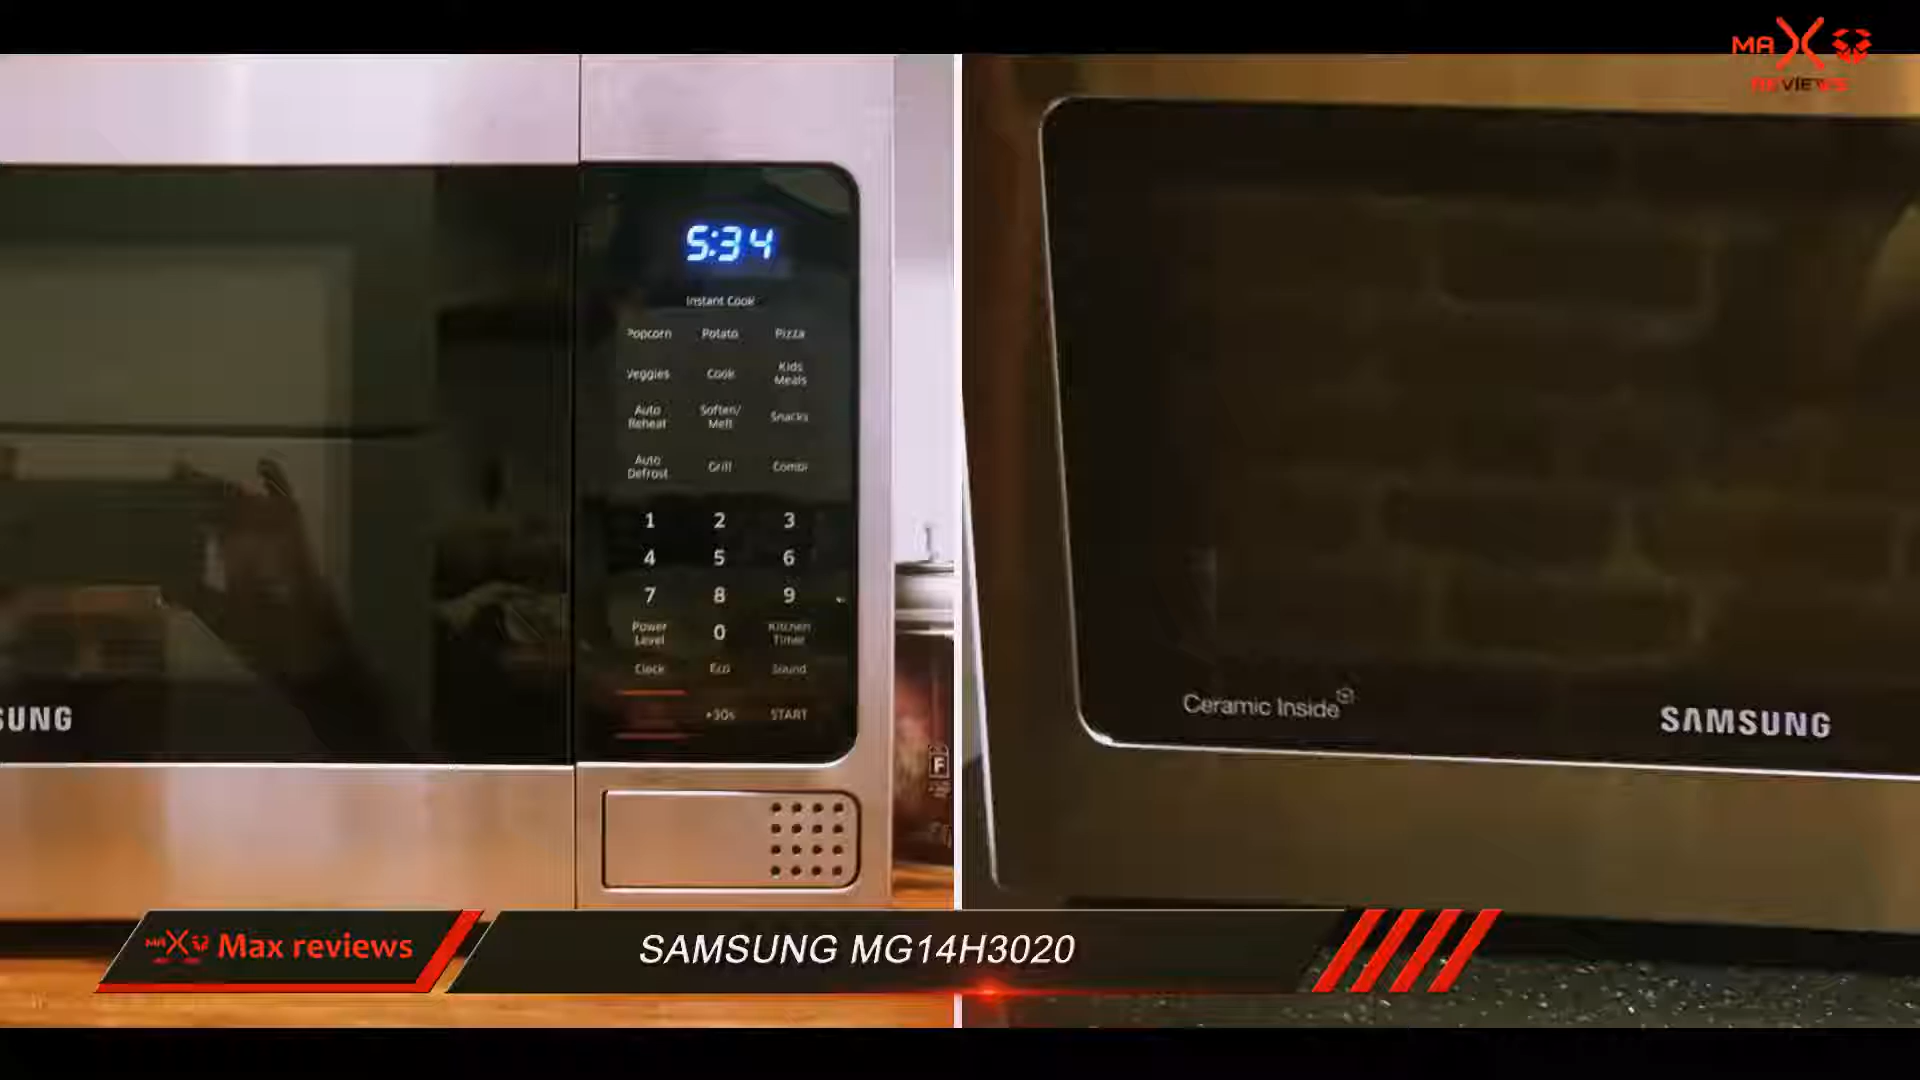 MAX
REVIEWS
5:34
Instant Cook
Popcorn Potato Pizza
Veggies Cook Kids Meals
Auto Reheat Soften/ Melt Snacks
Auto Defrost Grill Combi
1 2 3
4 5 6
7 8 9
Power Level 0 Kitchen Timer
Clock Eco Sound
+30s START
SUNG
Ceramic Inside
SAMSUNG
F
MAX Max reviews
SAMSUNG MG14H3020